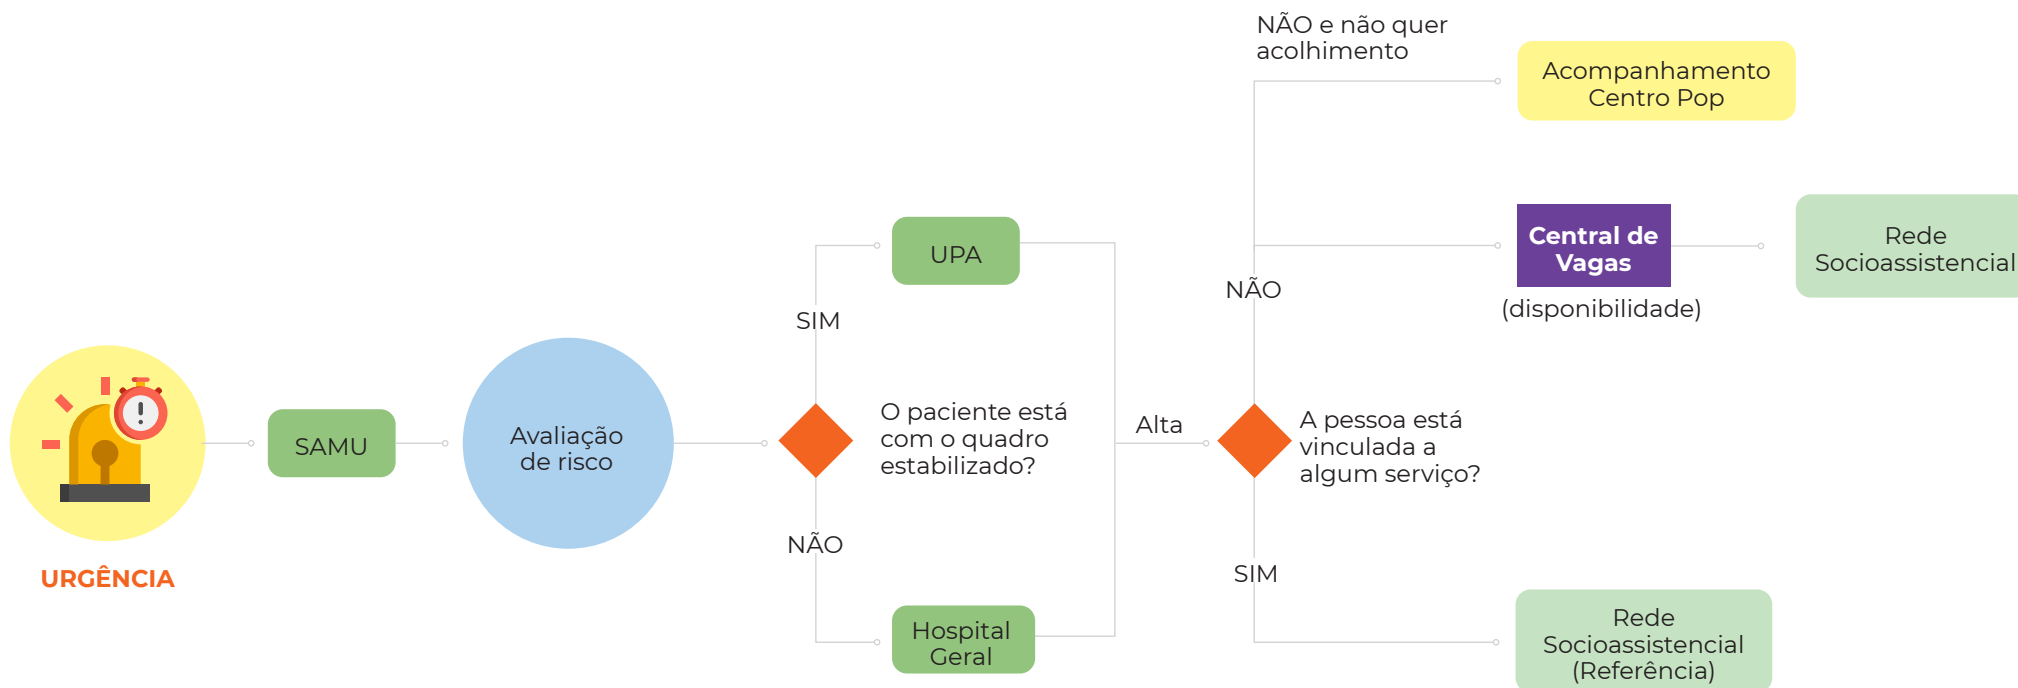 URGÊNCIA
SAMU
Avaliação
de risco
O paciente está
com o quadro
estabilizado?
SIM
UPA
NÃO
Hospital
Geral
Alta
A pessoa está
vinculada a
algum serviço?
NÃO
NÃO e não quer
acolhimento
Acompanhamento
Centro Pop
Central de
Vagas
(disponibilidade)
Rede
Socioassistencial
SIM
Rede
Socioassistencial
(Referência)